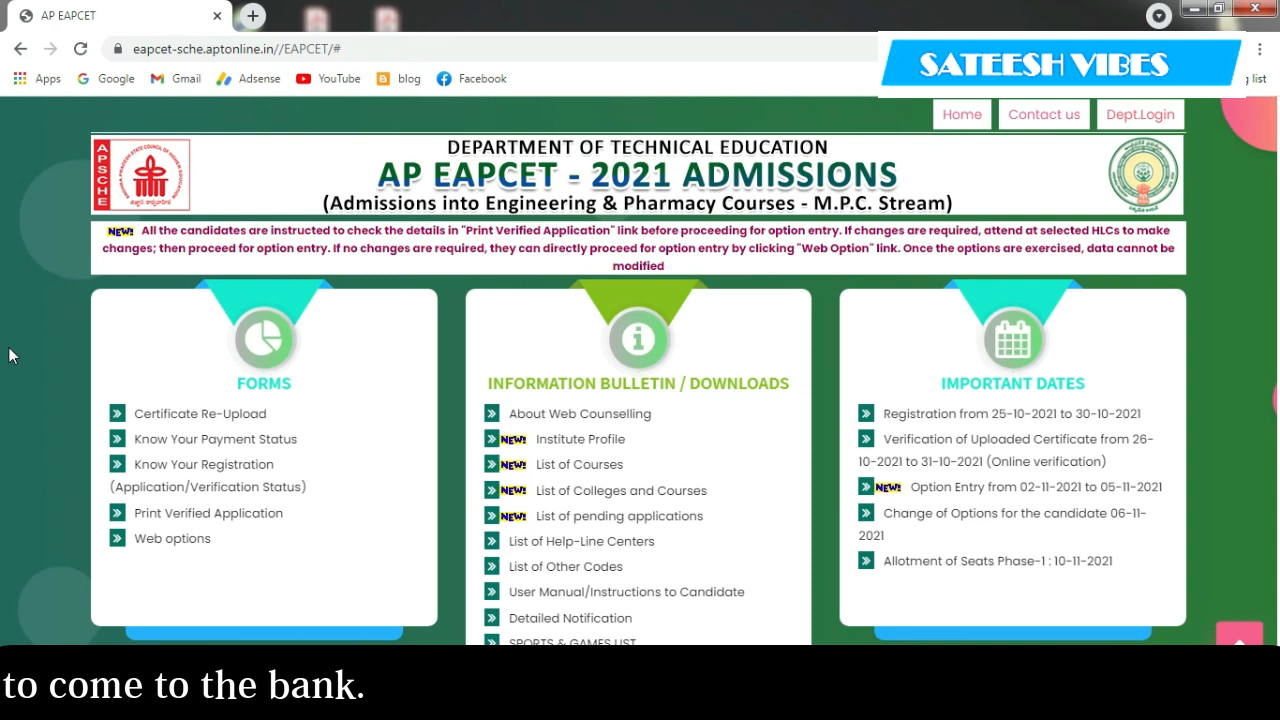 AP EAPCET
eapcet-sche.aptonline.in//EAPCET/#
SATEESH VIBES
Apps
Google
Gmail
Adsense
YouTube
blog
Facebook
g list
Home
Contact us
Dept.Login
APSCHE
DEPARTMENT OF TECHNICAL EDUCATION
AP EAPCET - 2021 ADMISSIONS
(Admissions into Engineering & Pharmacy Courses - M.P.C. Stream)
NEW! All the candidates are instructed to check the details in "Print Verified Application" link before proceeding for option entry. If changes are required, attend at selected HLCs to make
changes; then proceed for option entry. If no changes are required, they can directly proceed for option entry by clicking "Web Option" link. Once the options are exercised, data cannot be
modified
FORMS
Certificate Re-Upload
Know Your Payment Status
Know Your Registration
(Application/Verification Status)
Print Verified Application
Web options
INFORMATION BULLETIN / DOWNLOADS
About Web Counselling
NEW! Institute Profile
NEW! List of Courses
NEW! List of Colleges and Courses
NEW! List of pending applications
List of Help-Line Centers
List of Other Codes
User Manual/Instructions to Candidate
Detailed Notification
SPORTS & GAMES LIST
IMPORTANT DATES
Registration from 25-10-2021 to 30-10-2021
Verification of Uploaded Certificate from 26-
10-2021 to 31-10-2021 (Online verification)
NEW! Option Entry from 02-11-2021 to 05-11-2021
Change of Options for the candidate 06-11-
2021
Allotment of Seats Phase-1 : 10-11-2021
to come to the bank.